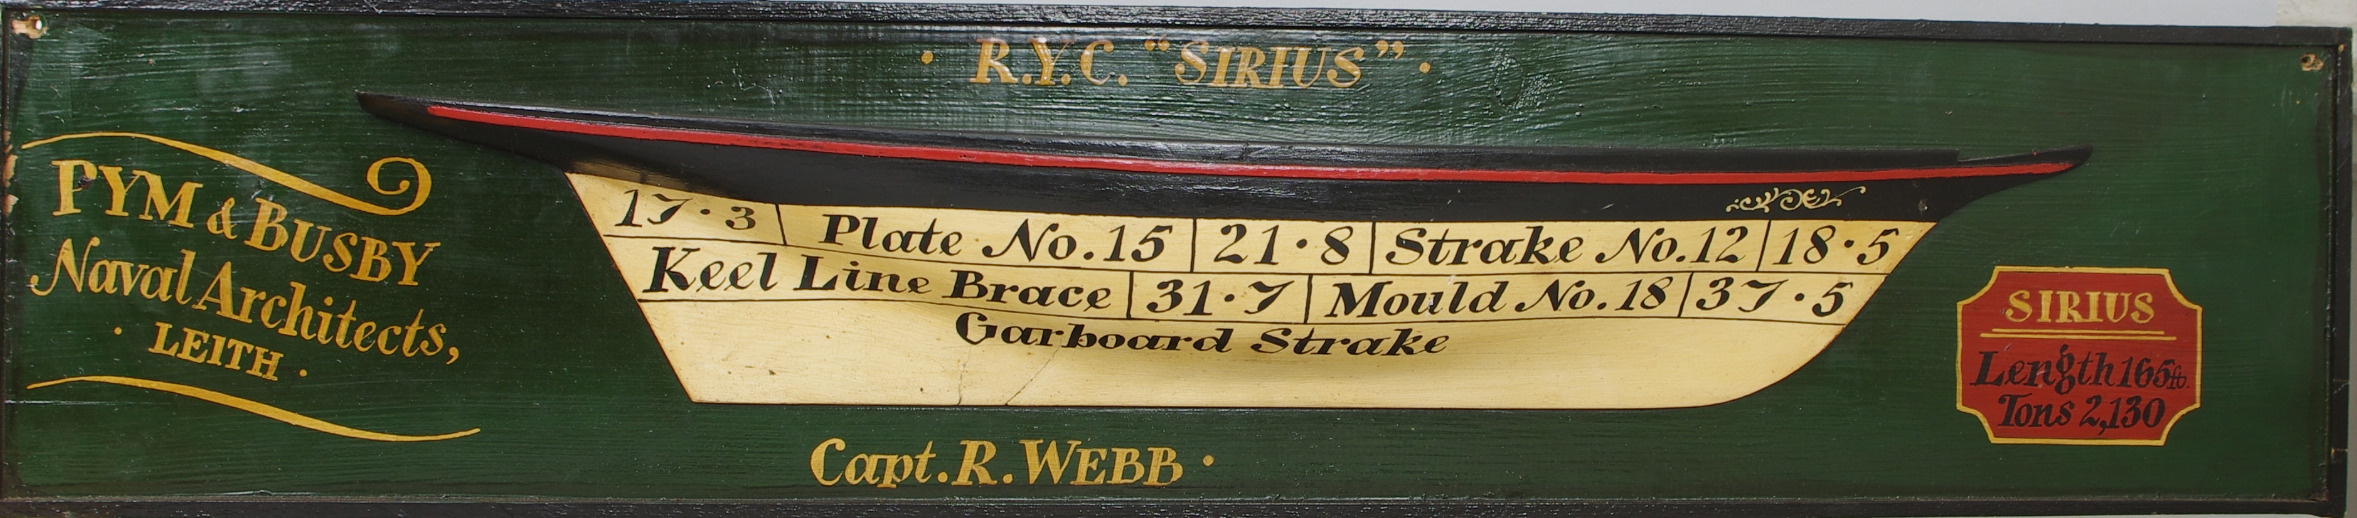 · R.Y.C. "SIRIUS" ·
PYM & BUSBY
Naval Architects,
· LEITH ·
17·3 Plate No. 15 21·8 Strake No. 12 18·5
Keel Line Brace 31·7 Mould No. 18 37·5
Garboard Strake
SIRIUS
Length 165ft.
Tons 2,130
Capt. R. WEBB ·